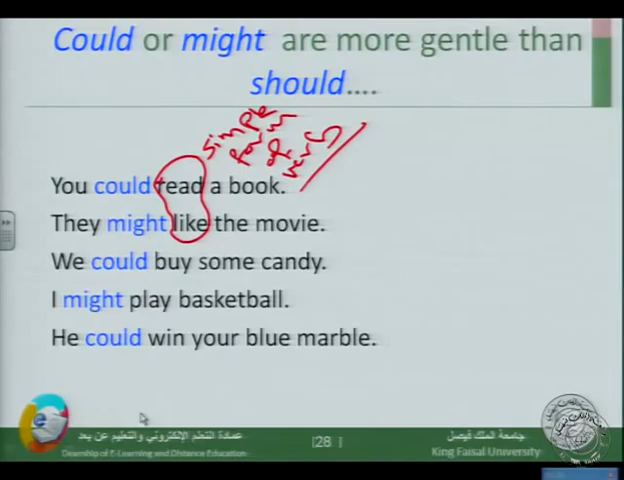 Could or might are more gentle than
should....
simple
form
of
verb
You could read a book.
They might like the movie.
We could buy some candy.
I might play basketball.
He could win your blue marble.
عمادة التعلم الإلكتروني والتعليم عن بعد
Deanship of E-Learning and Distance Education
|28 |
جامعة الملك فيصل
King Faisal University